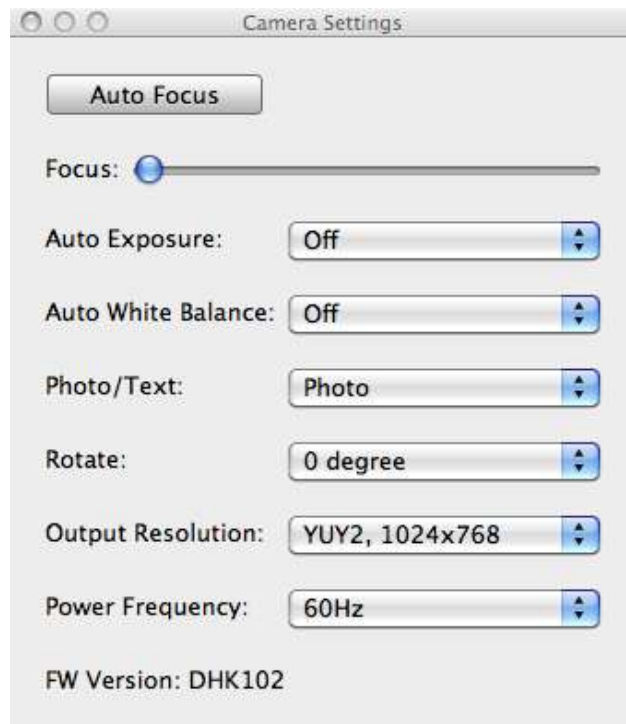 Camera Settings
Auto Focus
Focus:
Auto Exposure: Off
Auto White Balance: Off
Photo/Text: Photo
Rotate: 0 degree
Output Resolution: YUY2, 1024x768
Power Frequency: 60Hz
FW Version: DHK102